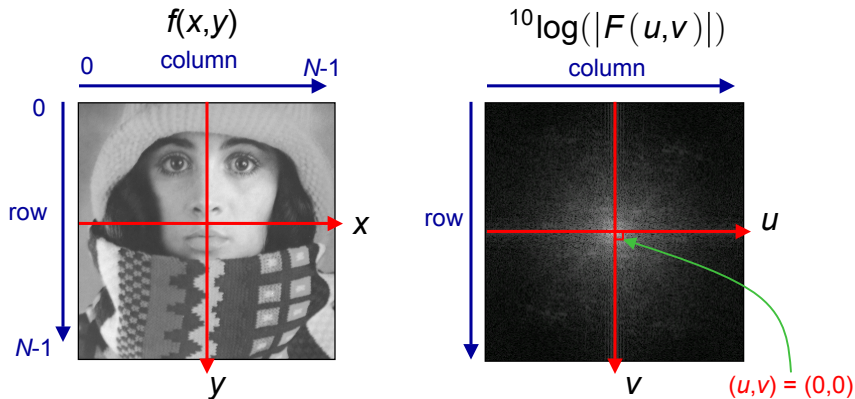 f(x,y)
10log(|F(u,v)|)
0 column N-1
column
0
row
x
row
u
N-1
y
v
(u,v) = (0,0)